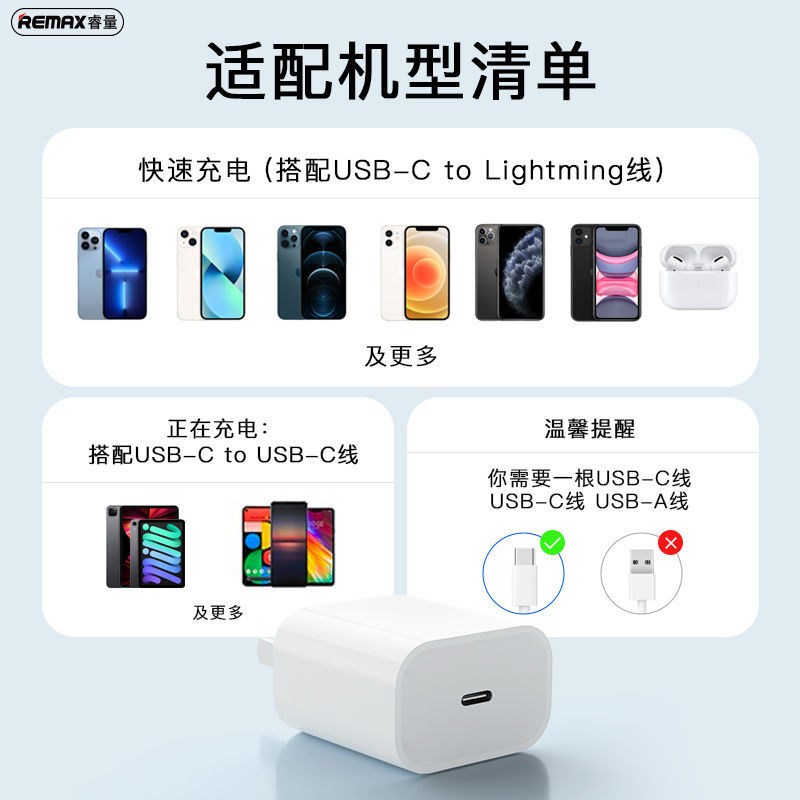 REMAX睿量
适配机型清单
快速充电（搭配USB-C to Lightming线）
及更多
正在充电：
搭配USB-C to USB-C线
及更多
温馨提醒
你需要一根USB-C线
USB-C线 USB-A线